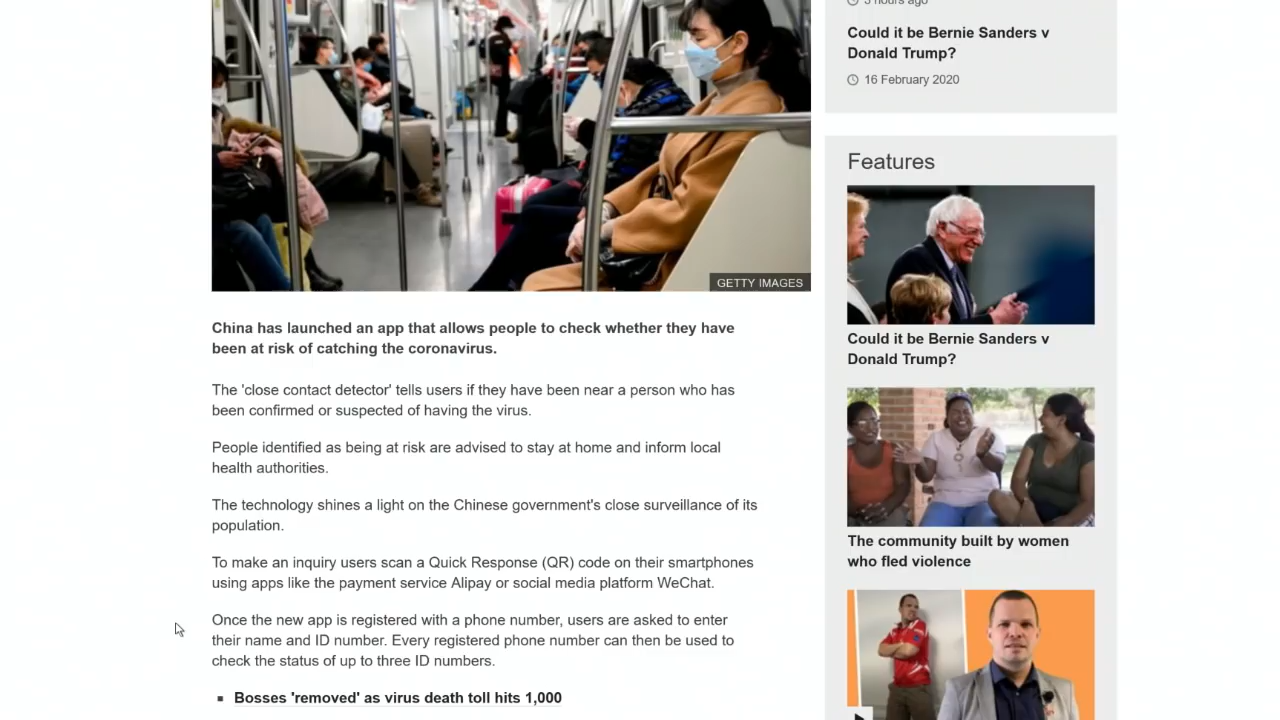 GETTY IMAGES
China has launched an app that allows people to check whether they have
been at risk of catching the coronavirus.
The 'close contact detector' tells users if they have been near a person who has
been confirmed or suspected of having the virus.
People identified as being at risk are advised to stay at home and inform local
health authorities.
The technology shines a light on the Chinese government's close surveillance of its
population.
To make an inquiry users scan a Quick Response (QR) code on their smartphones
using apps like the payment service Alipay or social media platform WeChat.
Once the new app is registered with a phone number, users are asked to enter
their name and ID number. Every registered phone number can then be used to
check the status of up to three ID numbers.
Bosses 'removed' as virus death toll hits 1,000
3 hours ago
Could it be Bernie Sanders v
Donald Trump?
16 February 2020
Features
Could it be Bernie Sanders v
Donald Trump?
The community built by women
who fled violence